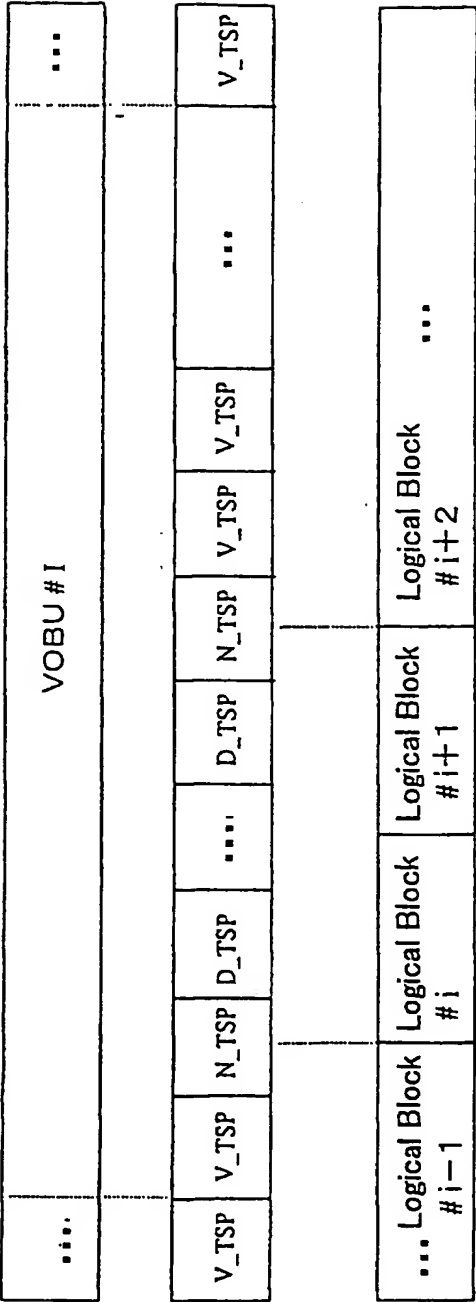 ... VOBU#I ...
V_TSP V_TSP N_TSP D_TSP .... D_TSP N_TSP V_TSP V_TSP ... V_TSP
... Logical Block #i−1
Logical Block #i
Logical Block #i+1
Logical Block #i+2
...